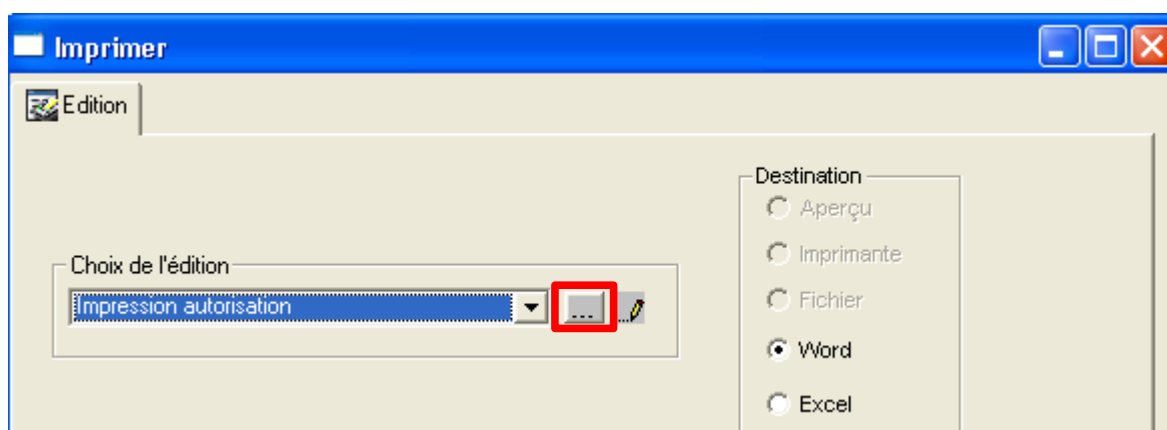 Imprimer
Edition
Destination
Aperçu
Imprimante
Choix de l'édition
Impression autorisation
...
Fichier
Word
Excel